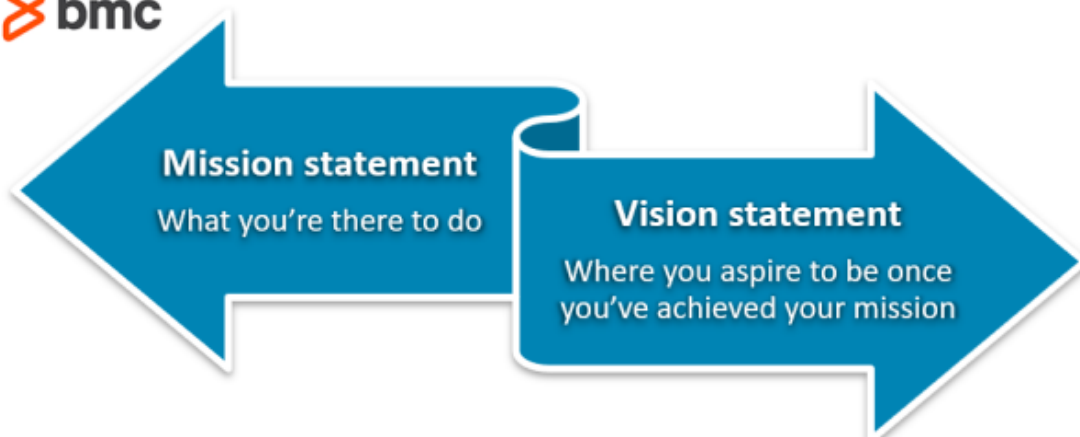 bmc
Mission statement
What you’re there to do
Vision statement
Where you aspire to be once
you’ve achieved your mission